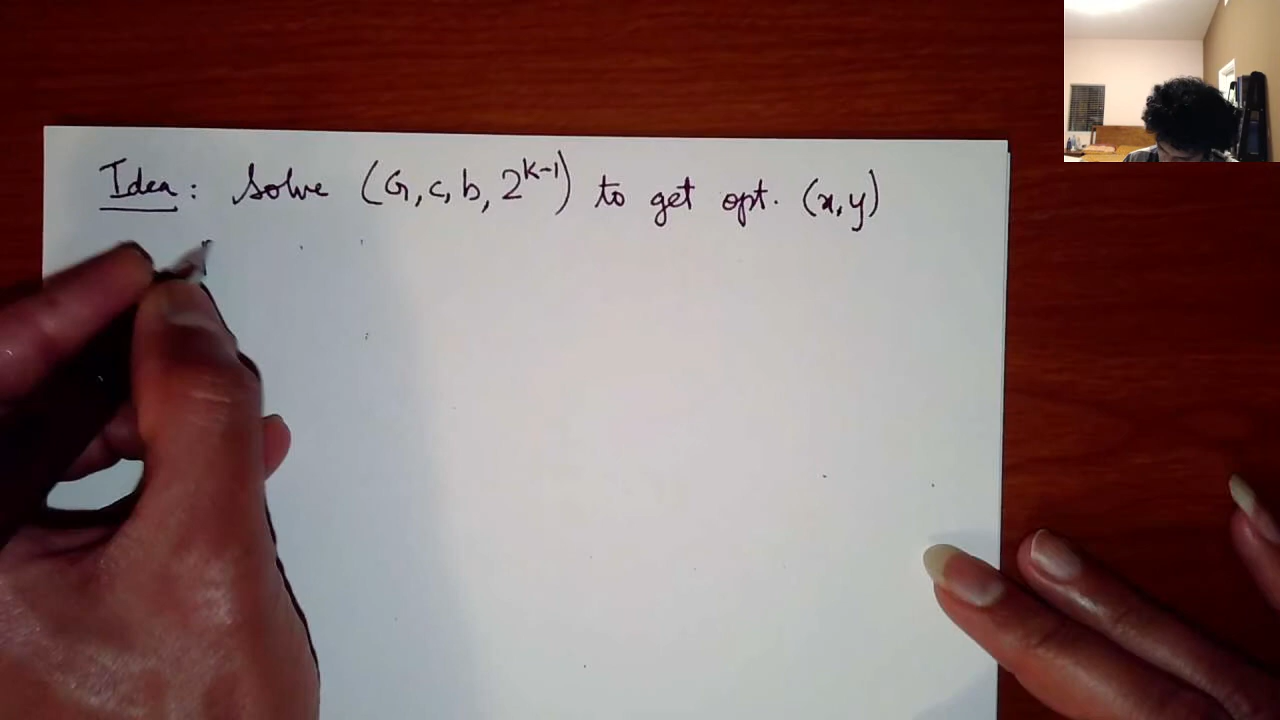 Idea: Solve (G, c, b, 2^{k-1}) to get opt. (x, y)